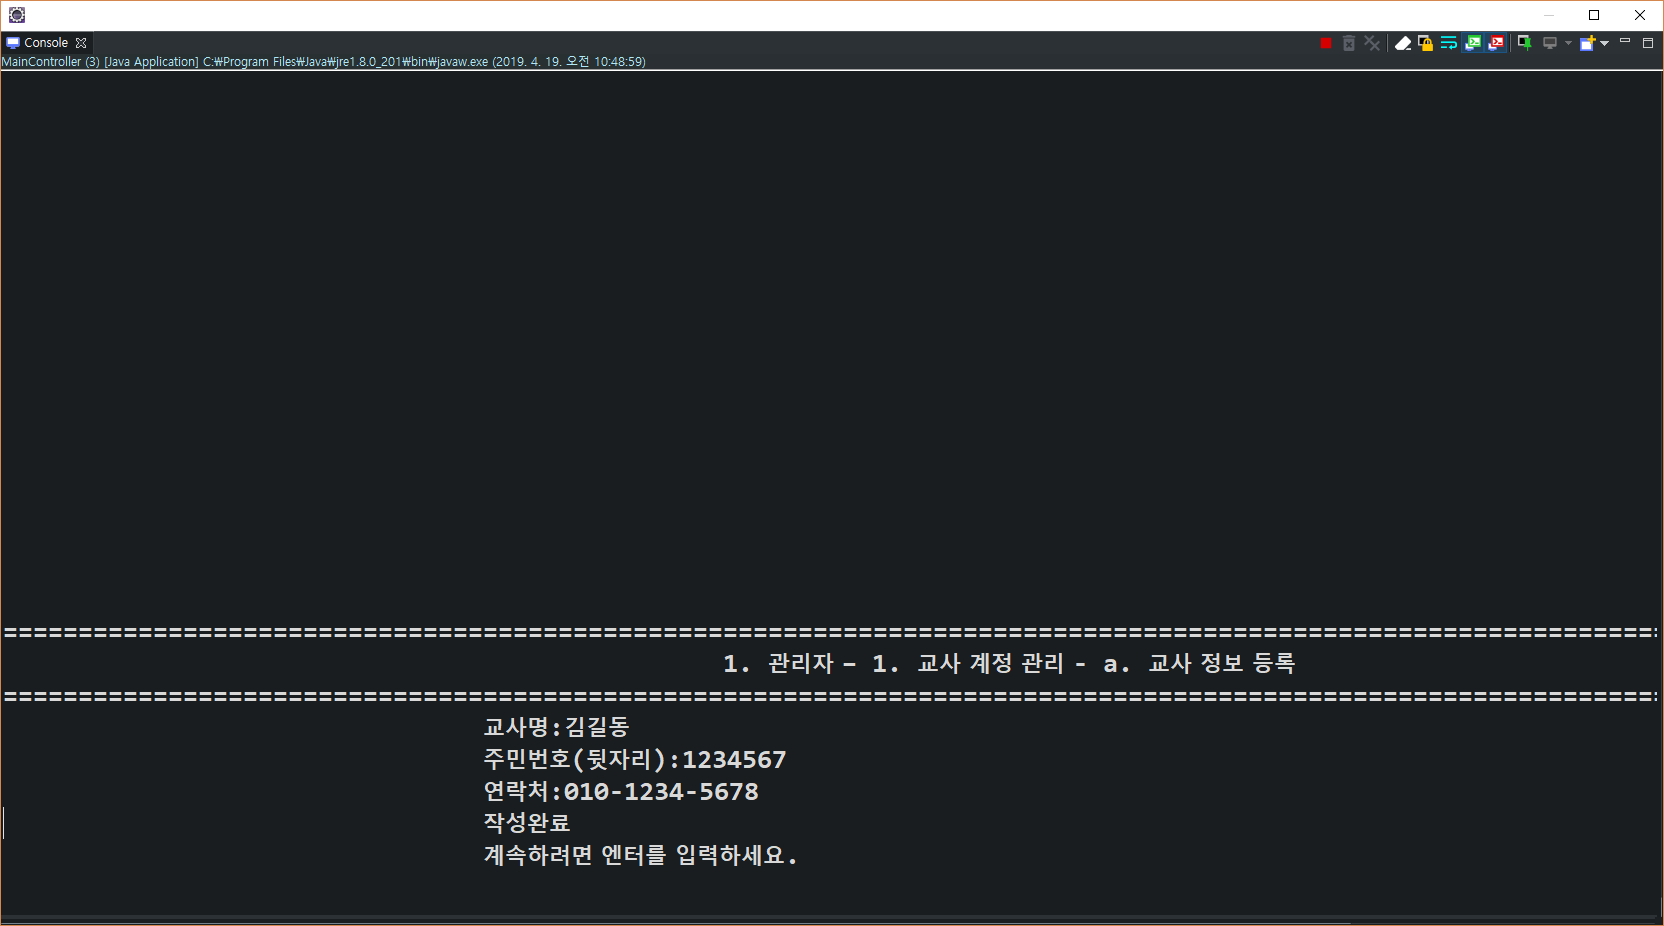 Console
MainController (3) [Java Application] C:₩Program Files₩Java₩jre1.8.0_201₩bin₩javaw.exe (2019. 4. 19. 오전 10:48:59)
==============================================================================================================
1. 관리자 – 1. 교사 계정 관리 - a. 교사 정보 등록
==============================================================================================================
교사명:김길동
주민번호(뒷자리):1234567
연락처:010-1234-5678
작성완료
계속하려면 엔터를 입력하세요.